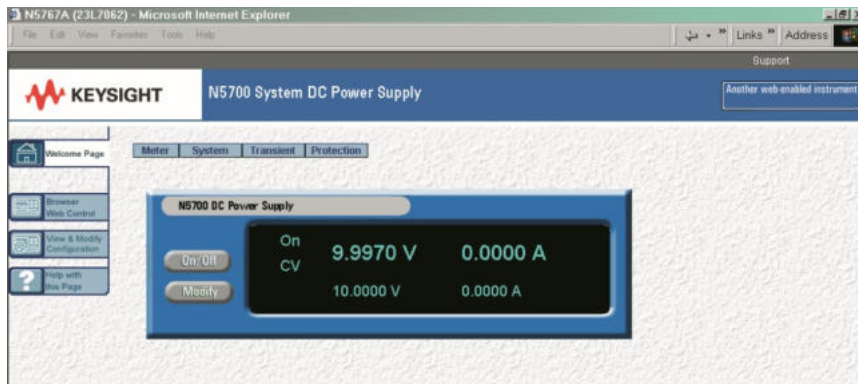 N5767A (23L7062) - Microsoft Internet Explorer
File Edit View Favorites Tools Help
Links » Address
Support
KEYSIGHT
N5700 System DC Power Supply
Another web enabled instrument
Welcome Page
Meter System Transient Protection
Browser
Web Control
View & Modify
Configuration
Help with
this Page
N5700 DC Power Supply
On/Off
Modify
On
CV
9.9970 V 0.0000 A
10.0000 V 0.0000 A